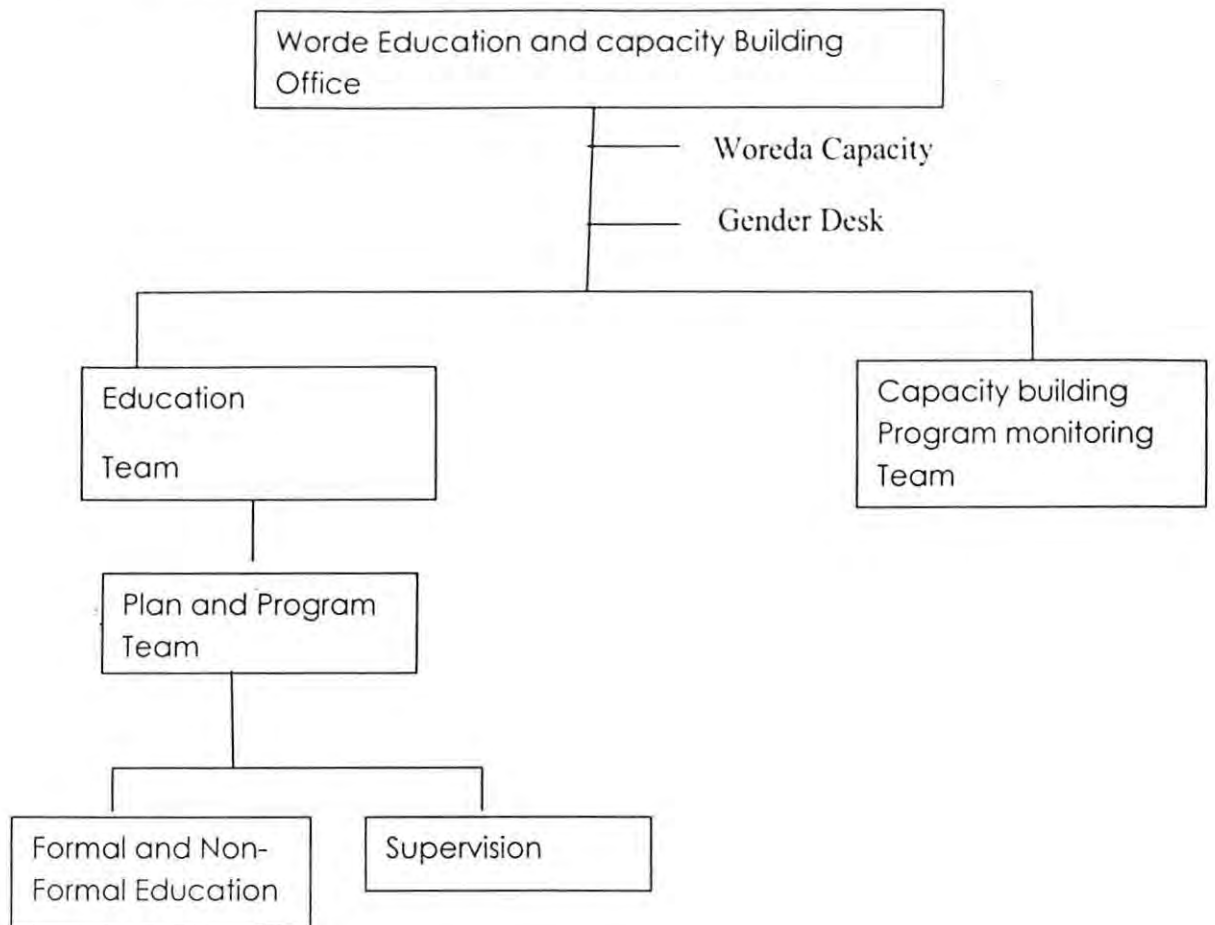 Worde Education and capacity Building
Office
Woreda Capacity
Gender Desk
Education
Team
Capacity building
Program monitoring
Team
Plan and Program
Team
Formal and Non-
Formal Education
Supervision